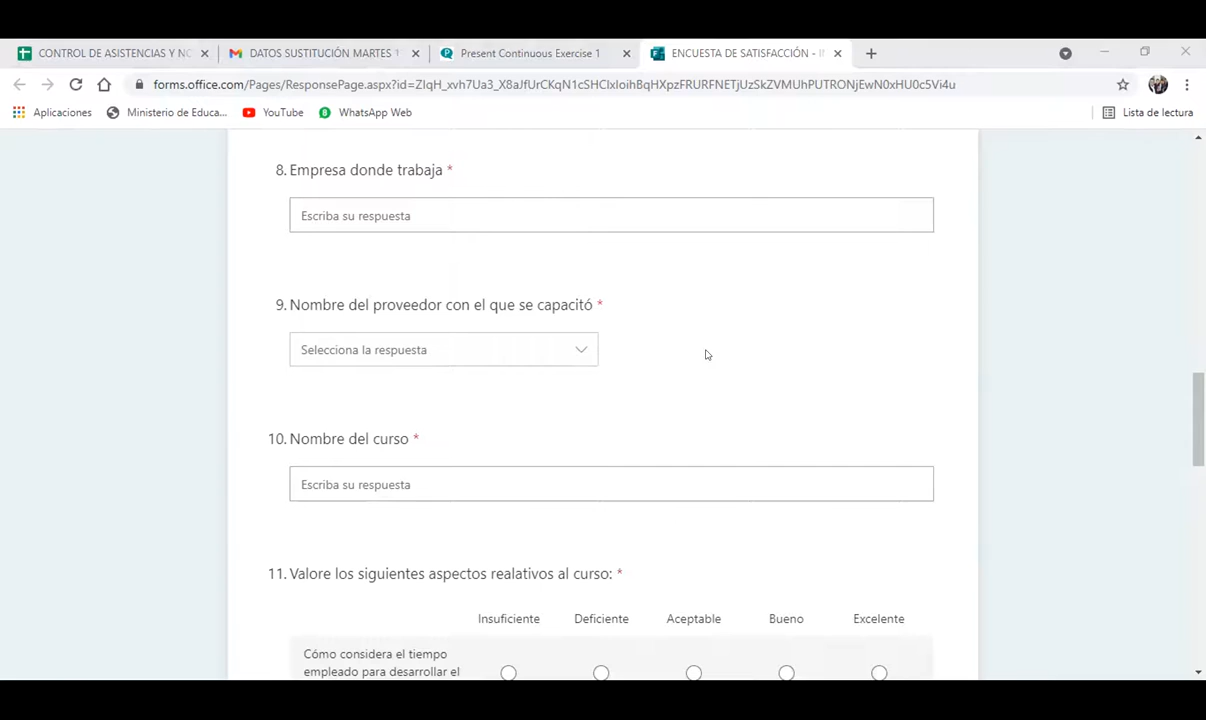 CONTROL DE ASISTENCIAS Y NO
DATOS SUSTITUCIÓN MARTES 1
Present Continuous Exercise 1
ENCUESTA DE SATISFACCIÓN - I
forms.office.com/Pages/ResponsePage.aspx?id=ZIqH_xvh7Ua3_X8aJfUrCKqN1cSHCIxIoihBqHXpzFRURFNETjUzSkZVMUhPUTRONjEwN0xHU0c5Vi4u
Aplicaciones
Ministerio de Educa...
YouTube
WhatsApp Web
Lista de lectura
8. Empresa donde trabaja *
Escriba su respuesta
9. Nombre del proveedor con el que se capacitó *
Selecciona la respuesta
10. Nombre del curso *
Escriba su respuesta
11. Valore los siguientes aspectos realativos al curso: *
Insuficiente Deficiente Aceptable Bueno Excelente
Cómo considera el tiempo
empleado para desarrollar el